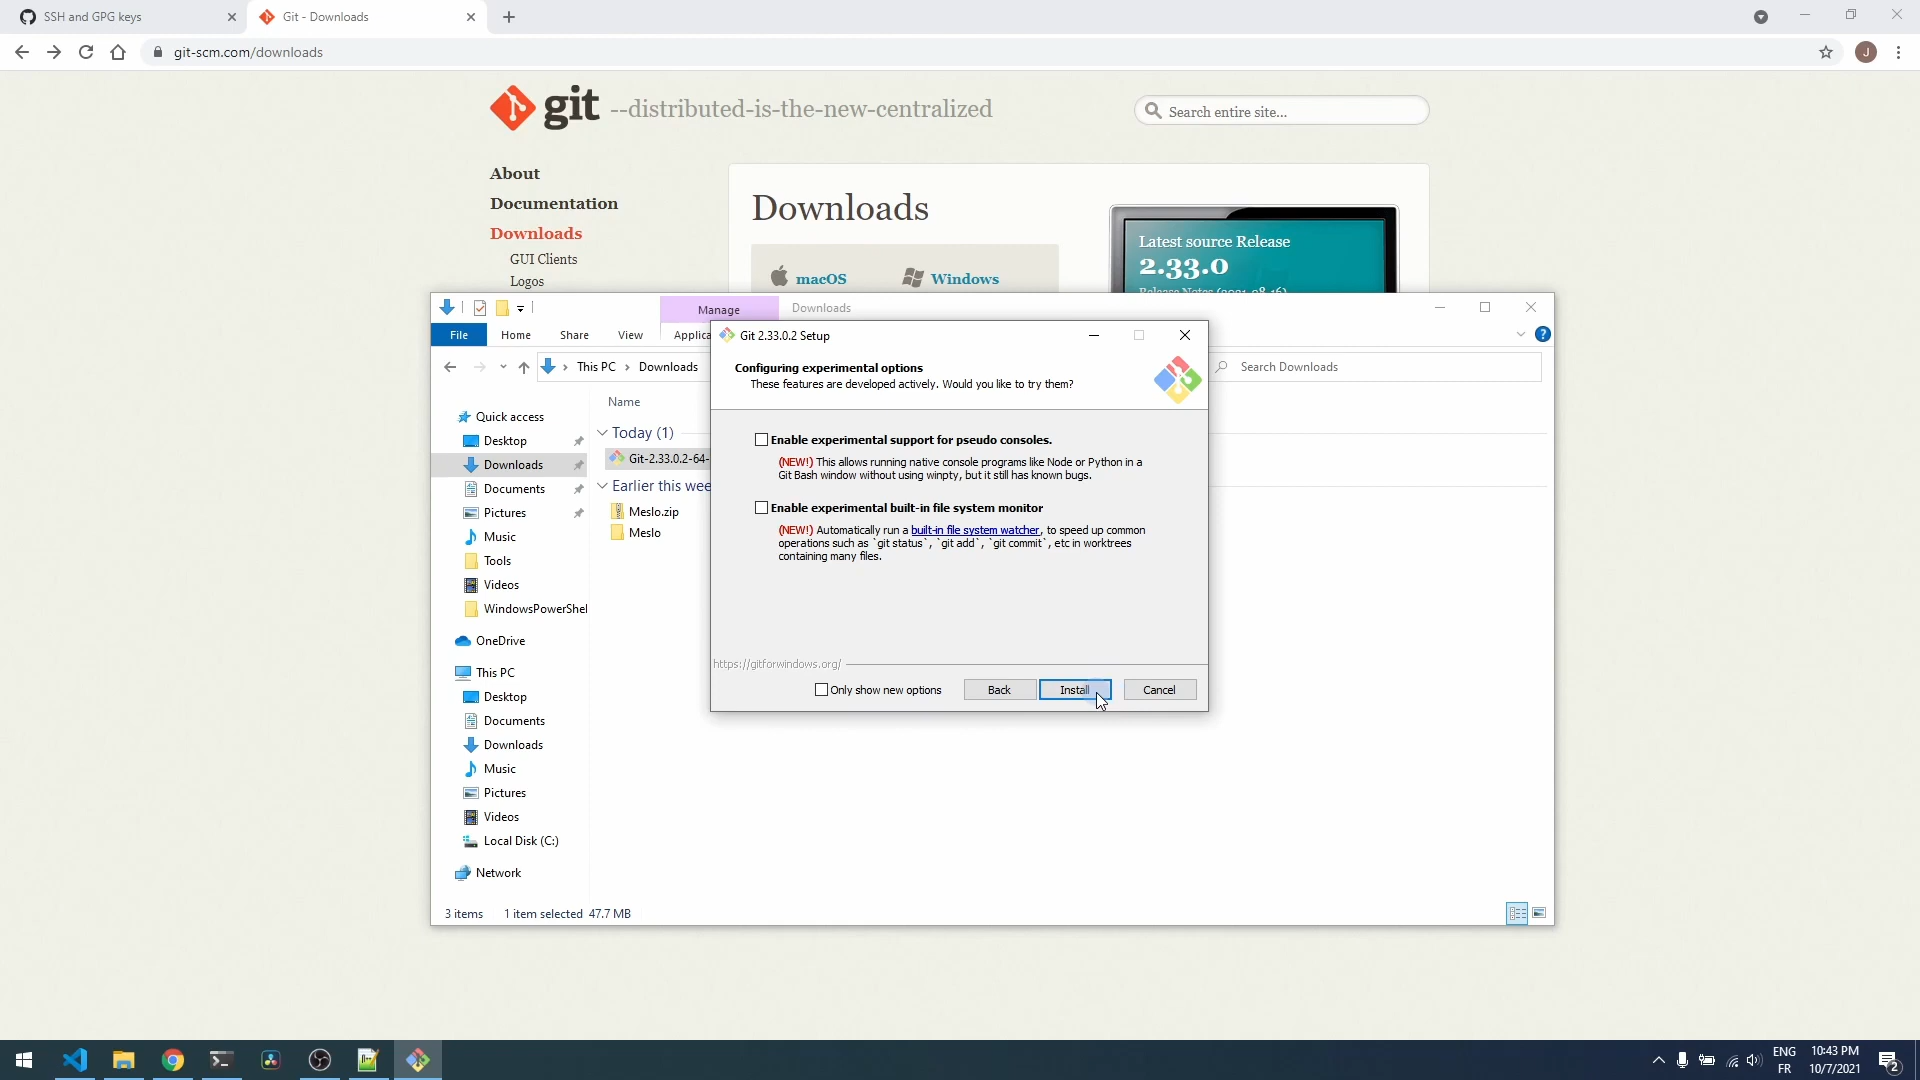 SSH and GPG keys
Git - Downloads
git-scm.com/downloads
J
git --distributed-is-the-new-centralized
Search entire site...
About
Documentation
Downloads
GUI Clients
Logos
Downloads
macOS
Windows
Latest source Release
2.33.0
Release Notes (2021-08-16)
Manage
Downloads
File
Home
Share
View
Applica
This PC
Downloads
Search Downloads
Quick access
Desktop
Downloads
Documents
Pictures
Music
Tools
Videos
WindowsPowerShel
OneDrive
This PC
Desktop
Documents
Downloads
Music
Pictures
Videos
Local Disk (C:)
Network
Name
Today (1)
Git-2.33.0.2-64-
Earlier this wee
Meslo.zip
Meslo
3 items
1 item selected 47.7 MB
Git 2.33.0.2 Setup
Configuring experimental options
These features are developed actively. Would you like to try them?
Enable experimental support for pseudo consoles.
(NEW!) This allows running native console programs like Node or Python in a
Git Bash window without using winpty, but it still has known bugs.
Enable experimental built-in file system monitor
(NEW!) Automatically run a built-in file system watcher, to speed up common
operations such as `git status`, `git add`, `git commit`, etc in worktrees
containing many files.
https://gitforwindows.org/
Only show new options
Back
Install
Cancel
ENG
FR
10:43 PM
10/7/2021
2